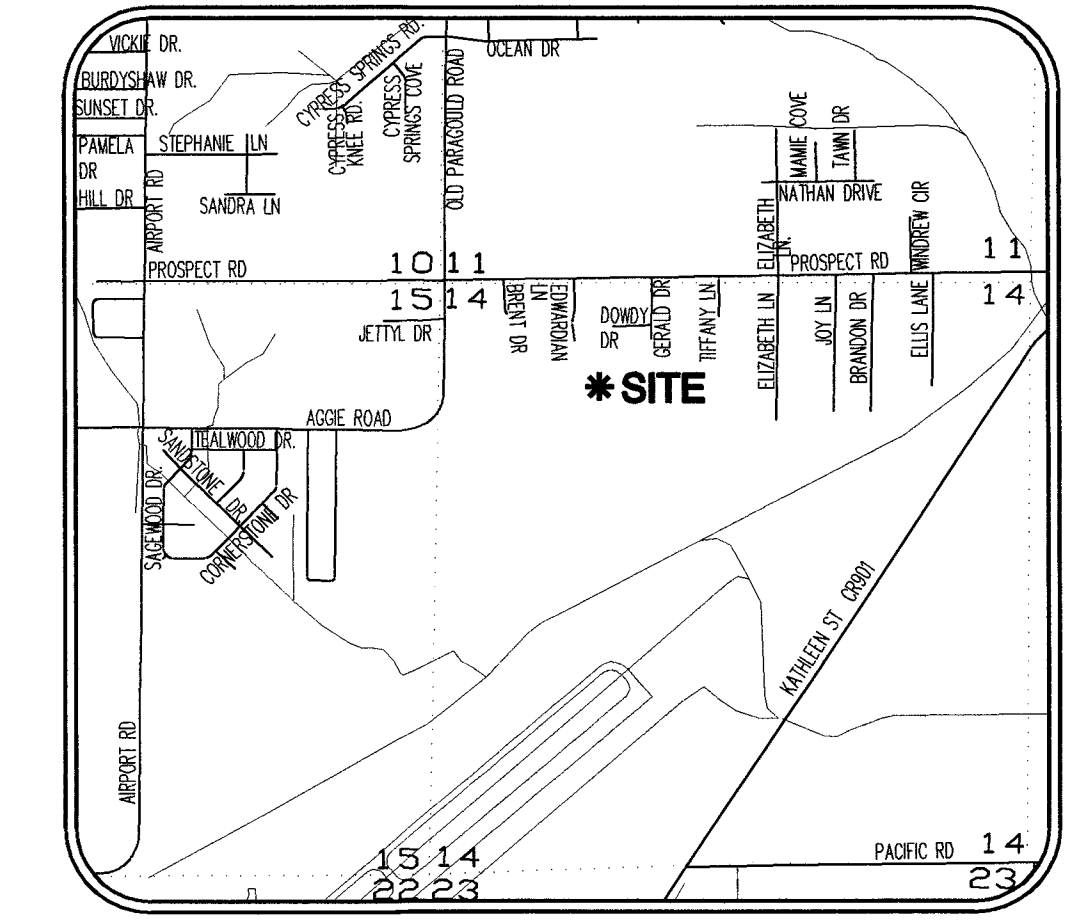 VICKIE DR.
BURDYSHAW DR.
SUNSET DR.
PAMELA
DR
HILL DR
STEPHANIE LN
SANDRA LN
AIRPORT RD
CYPRESS SPRINGS RD.
CYPRESS
KNEE RD.
CYPRESS
SPRINGS COVE
OLD PARAGOULD ROAD
OCEAN DR
MAMIE COVE
TAWN DR
NATHAN DRIVE
ELIZABETH
LN.
WINDREW CIR
PROSPECT RD
10 11
PROSPECT RD
11
15 14
14
JETTYL DR
BRENT DR
EDWARDIAN
LN
DOWDY
DR
GERALD DR
TIFFANY LN
ELIZABETH LN
JOY LN
BRANDON DR
ELLIS LANE
* SITE
AGGIE ROAD
TEALWOOD DR.
SANDSTONE DR
SAGEWOOD DR.
CORNERSTONE DR
KATHLEEN ST CR901
AIRPORT RD
15 14
22 23
PACIFIC RD
14
23